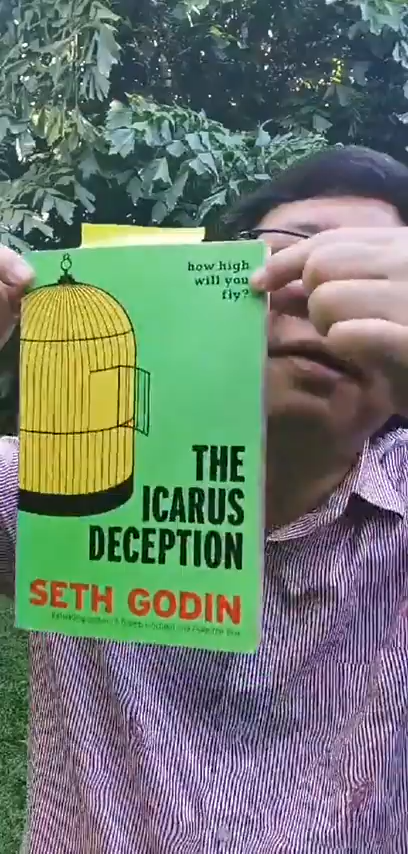 how high
will you
fly?
THE
ICARUS
DECEPTION
SETH GODIN